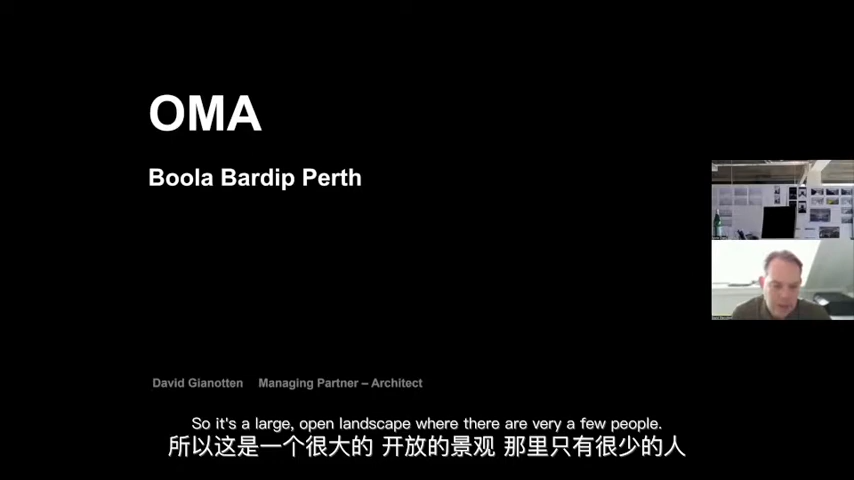 OMA
Boola Bardip Perth
David Gianotten Managing Partner – Architect
So it's a large, open landscape where there are very a few people.
所以这是一个很大的 开放的景观 那里只有很少的人